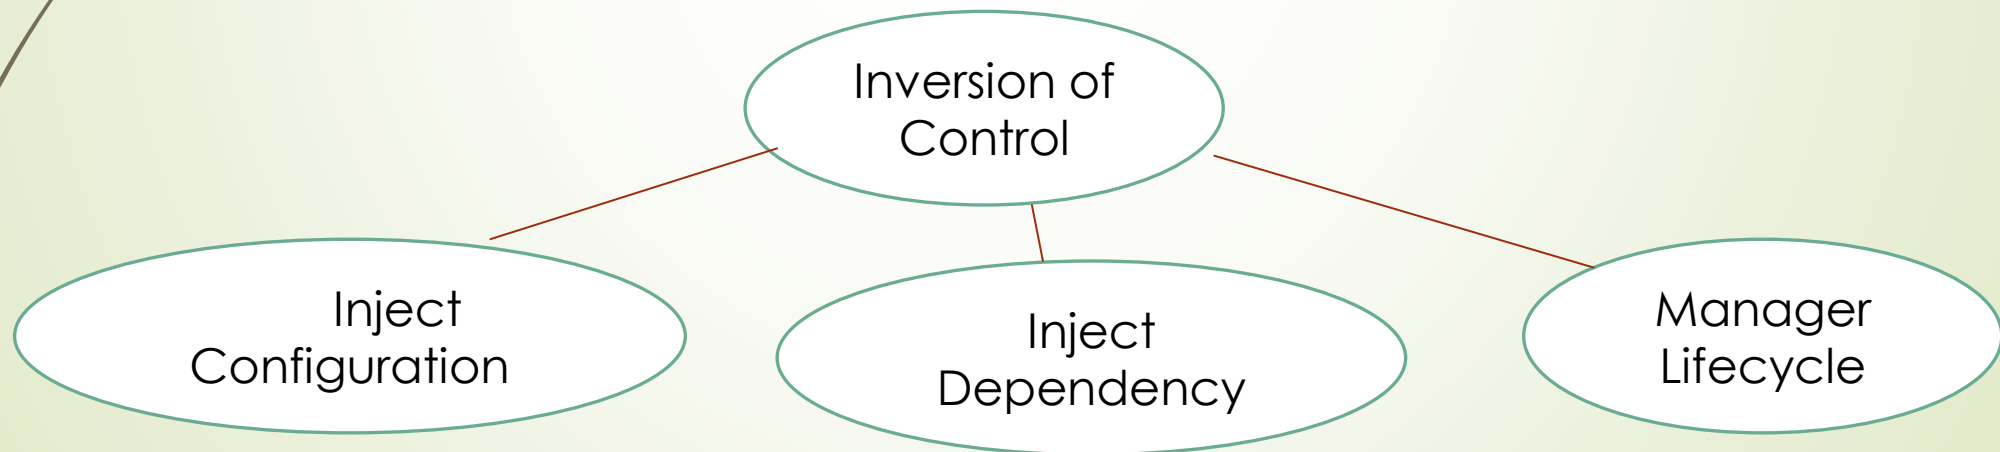 Inversion of
Control
Inject
Configuration
Inject
Dependency
Manager
Lifecycle